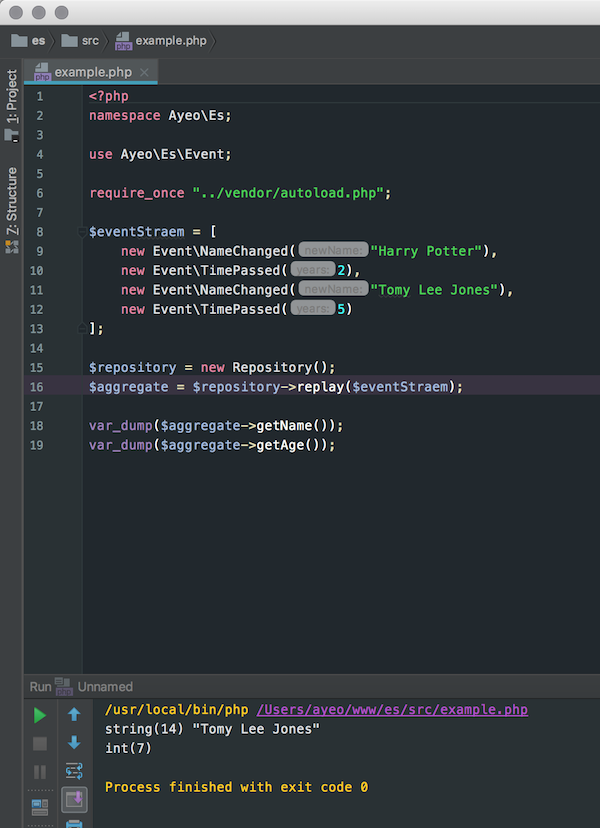 es src example.php
example.php
1: Project
Z: Structure
1 <?php
2 namespace Ayeo\Es;
3
4 use Ayeo\Es\Event;
5
6 require_once "../vendor/autoload.php";
7
8 $eventStraem = [
9 new Event\NameChanged( newName: "Harry Potter"),
10 new Event\TimePassed( years: 2),
11 new Event\NameChanged( newName: "Tomy Lee Jones"),
12 new Event\TimePassed( years: 5)
13 ];
14
15 $repository = new Repository();
16 $aggregate = $repository->replay($eventStraem);
17
18 var_dump($aggregate->getName());
19 var_dump($aggregate->getAge());
Run php Unnamed
/usr/local/bin/php /Users/ayeo/www/es/src/example.php
string(14) "Tomy Lee Jones"
int(7)
Process finished with exit code 0